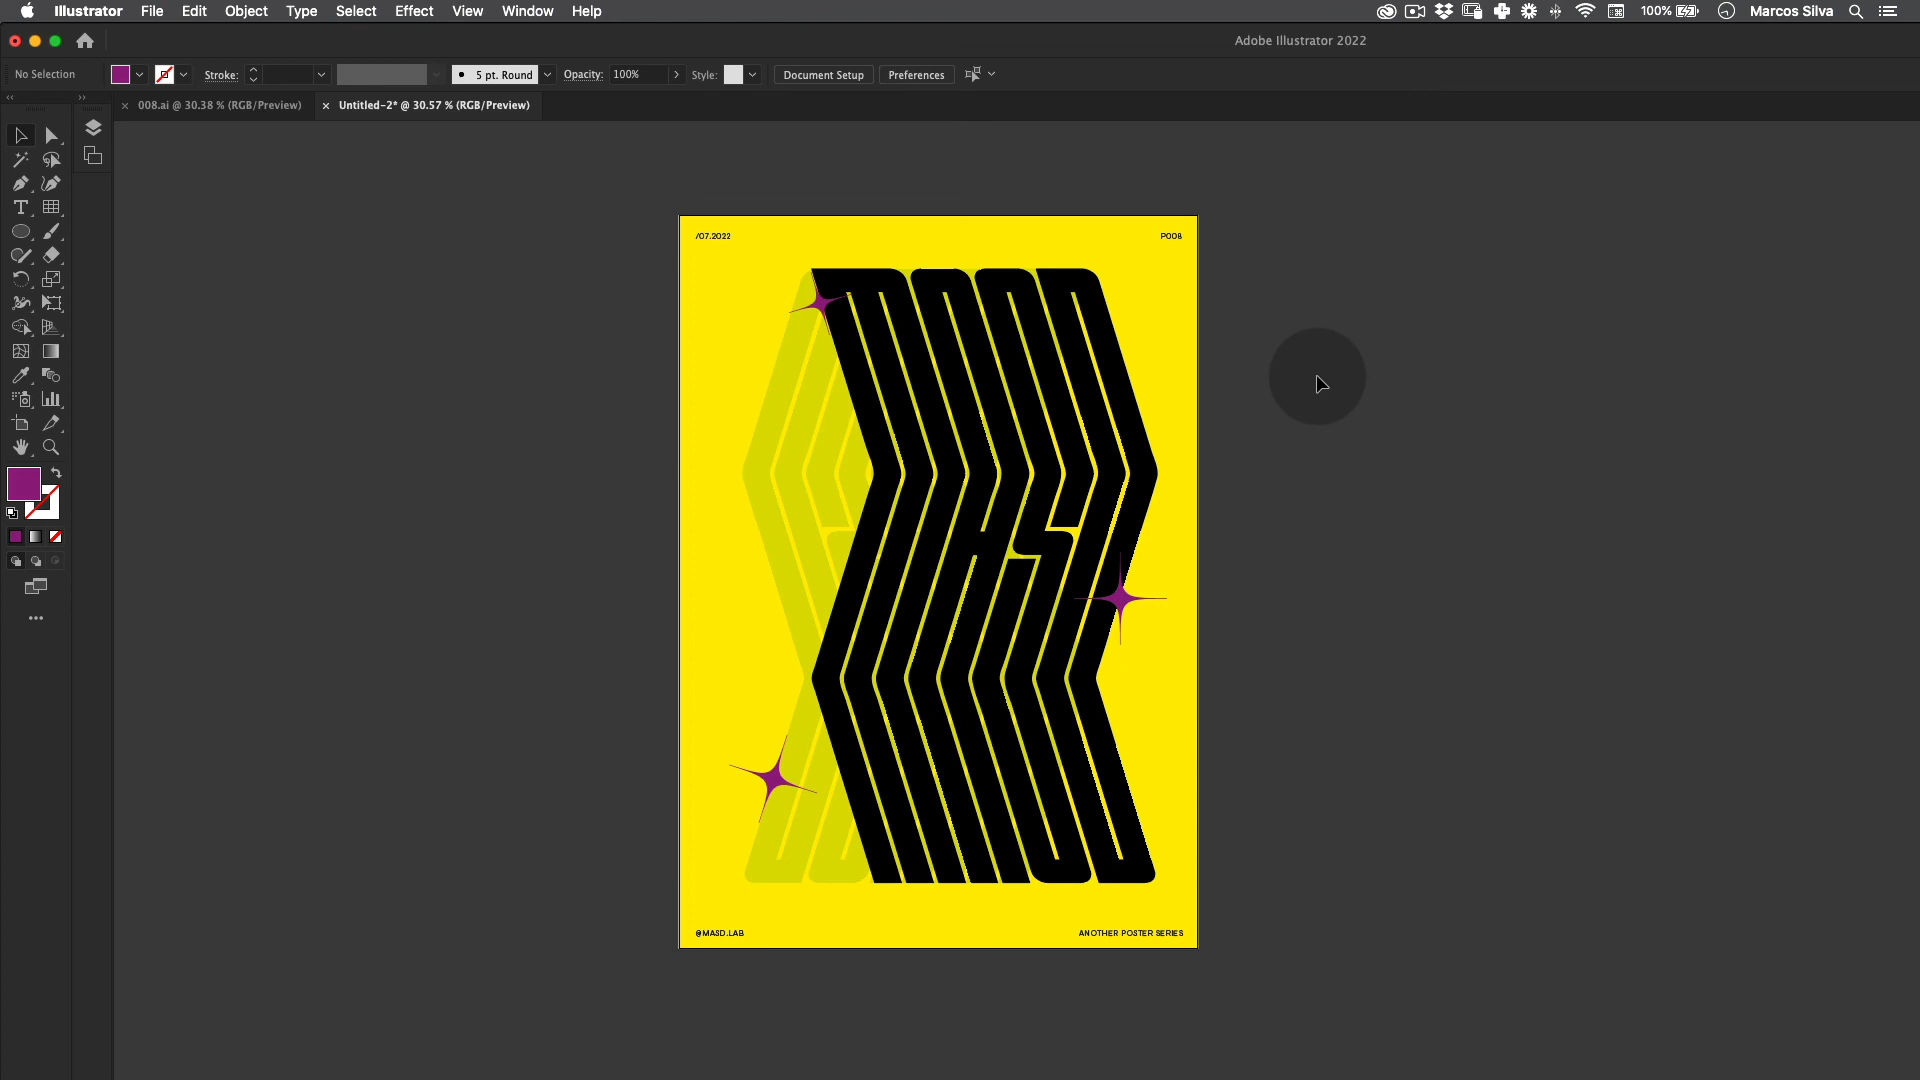 Illustrator File Edit Object Type Select Effect View Window Help
100% Marcos Silva
Adobe Illustrator 2022
No Selection Stroke: 5 pt. Round Opacity: 100% Style: Document Setup Preferences
008.ai @ 30.38 % (RGB/Preview) Untitled-2* @ 30.57 % (RGB/Preview)
/07.2022 P008
@MASD.LAB ANOTHER POSTER SERIES